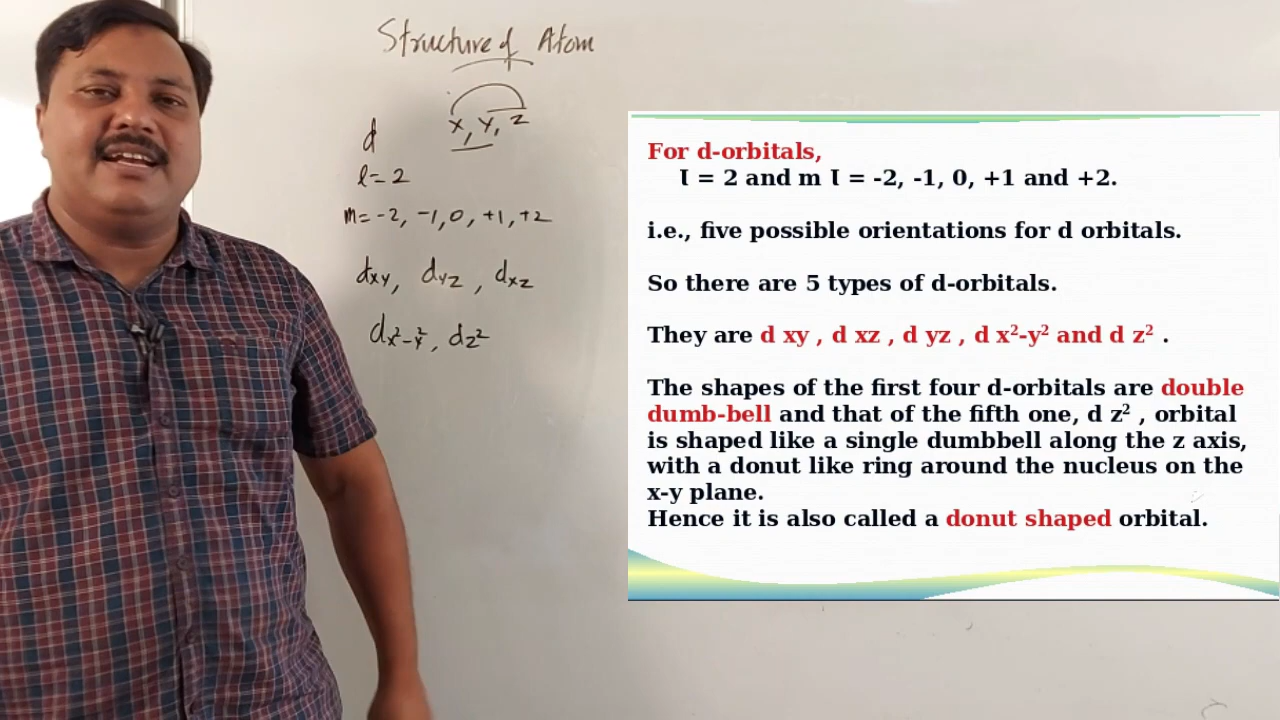 Structure of Atom
x, y, z
d
l = 2
m = -2, -1, 0, +1, +2
dxy, dyz, dxz
dx²-y², dz²
For d-orbitals,
l = 2 and m l = -2, -1, 0, +1 and +2.
i.e., five possible orientations for d orbitals.
So there are 5 types of d-orbitals.
They are d xy , d xz , d yz , d x²-y² and d z² .
The shapes of the first four d-orbitals are double
dumb-bell and that of the fifth one, d z² , orbital
is shaped like a single dumbbell along the z axis,
with a donut like ring around the nucleus on the
x-y plane.
Hence it is also called a donut shaped orbital.